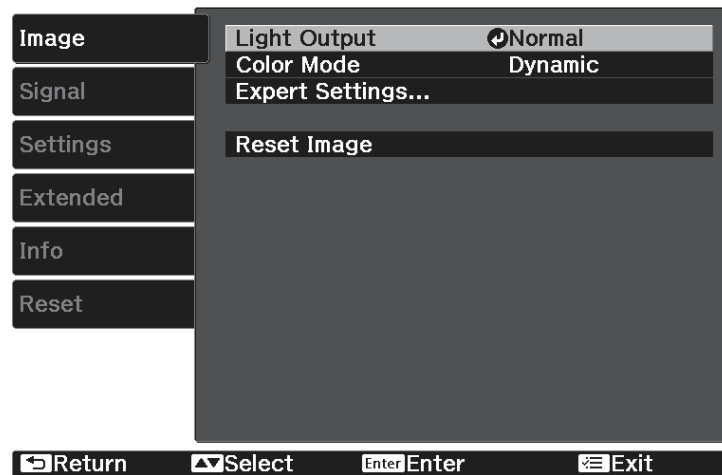 Image
Signal
Settings
Extended
Info
Reset
Light Output Normal
Color Mode Dynamic
Expert Settings...
Reset Image
Return Select Enter Enter Exit